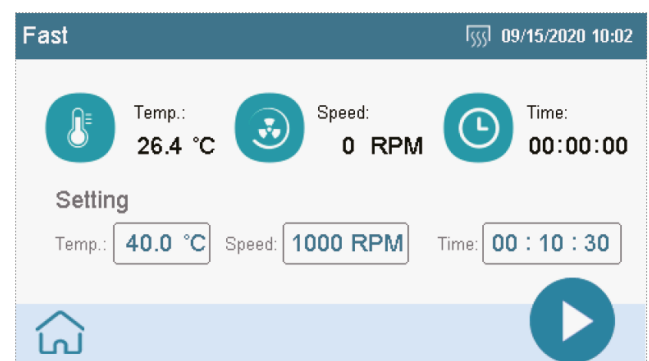 Fast 09/15/2020 10:02
Temp.: Speed: Time:
26.4 °C 0 RPM 00:00:00
Setting
Temp.: 40.0 °C Speed: 1000 RPM Time: 00 : 10 : 30